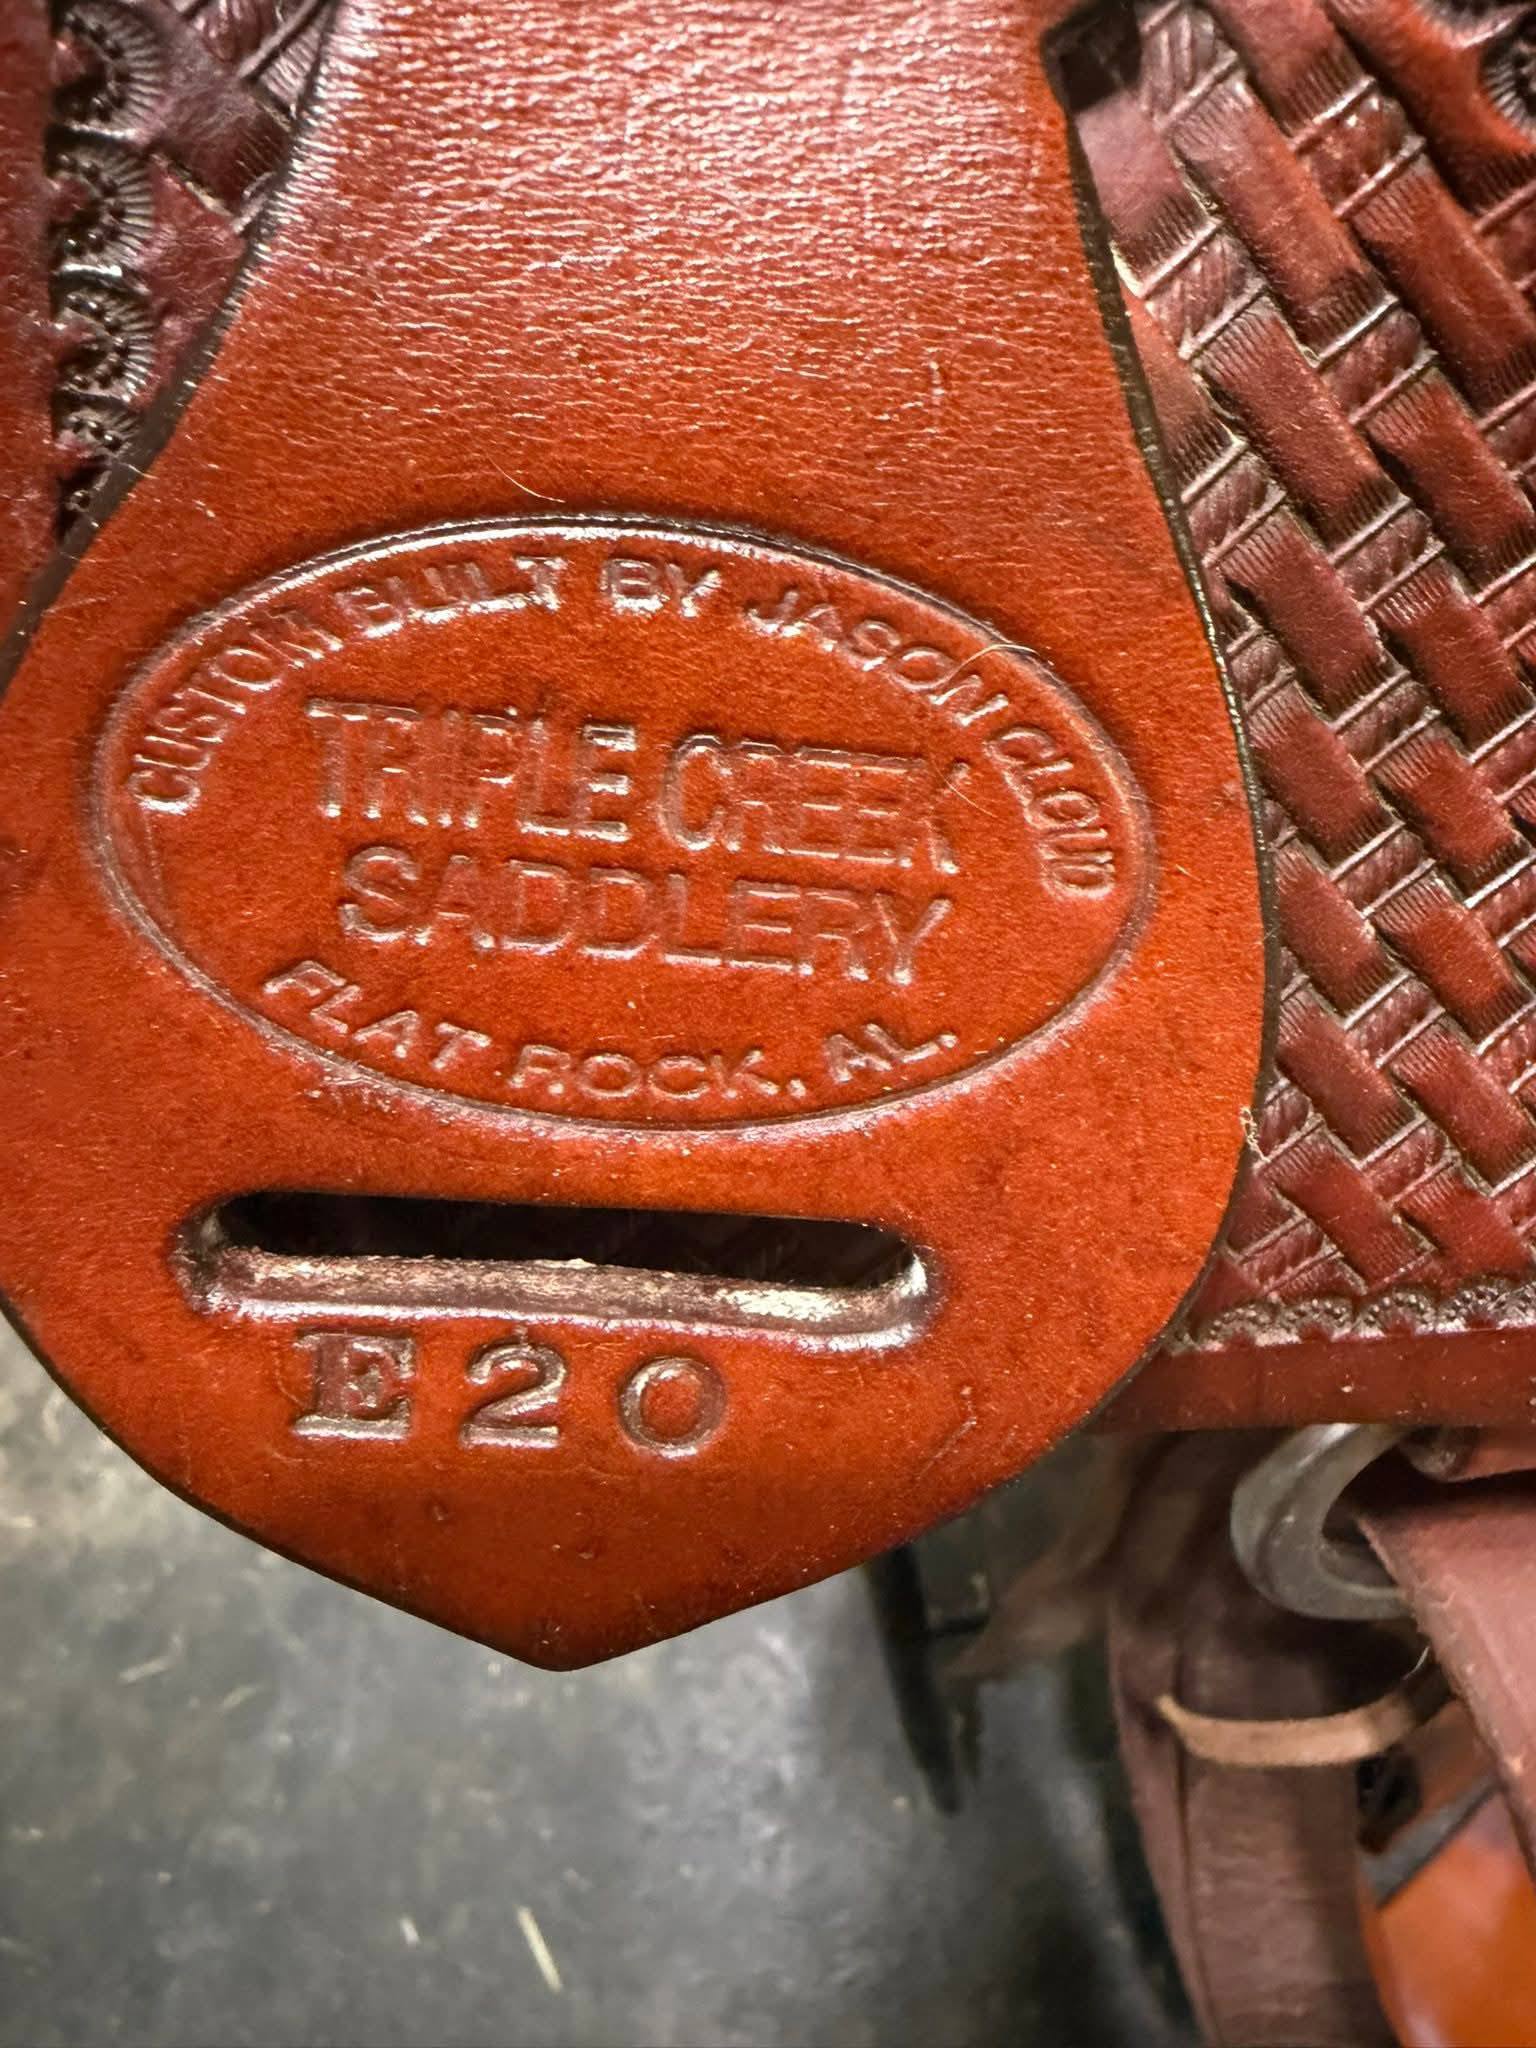 CUSTOM BUILT BY JASON CLOUD
TRIPLE CREEK
SADDLERY
FLAT ROCK, AL.
E20